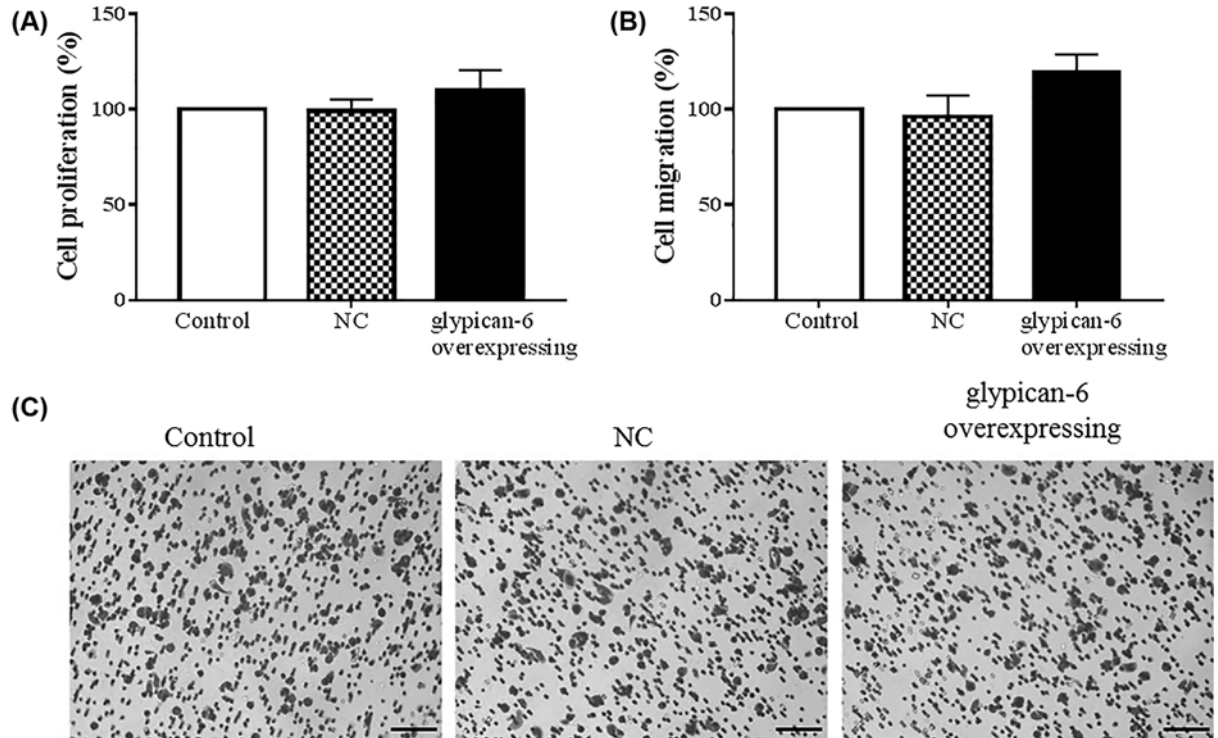 (A)
Cell proliferation (%)
150
100
50
0
Control
NC
glypican-6
overexpressing
(B)
Cell migration (%)
150
100
50
0
Control
NC
glypican-6
overexpressing
(C)
Control
NC
glypican-6
overexpressing